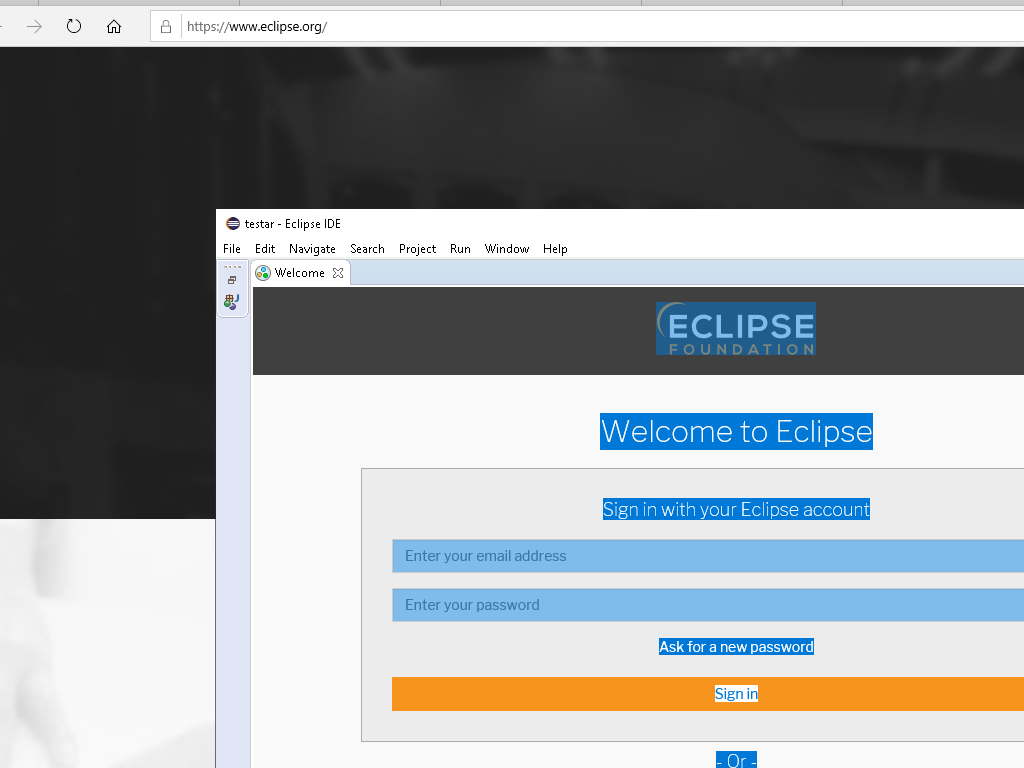 https://www.eclipse.org/
testar - Eclipse IDE
File Edit Navigate Search Project Run Window Help
Welcome
ECLIPSE
FOUNDATION
Welcome to Eclipse
Sign in with your Eclipse account
Enter your email address
Enter your password
Ask for a new password
Sign in
- Or -